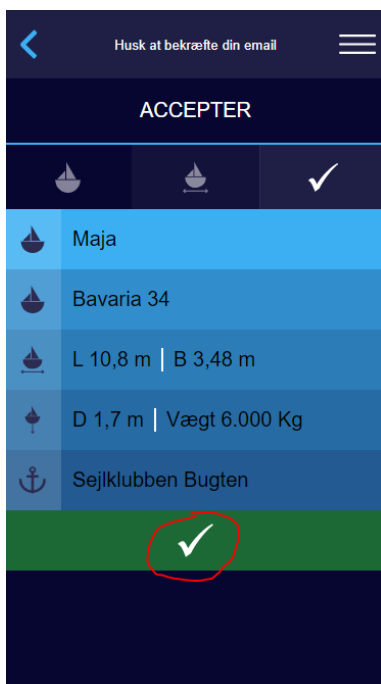 Husk at bekræfte din email
ACCEPTER
Maja
Bavaria 34
L 10,8 m | B 3,48 m
D 1,7 m | Vægt 6.000 Kg
Sejlklubben Bugten